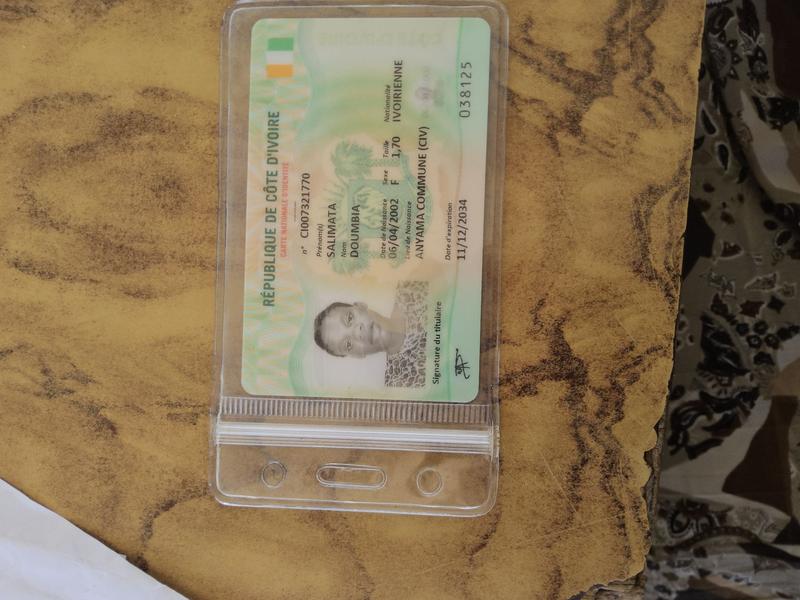 RÉPUBLIQUE DE CÔTE D'IVOIRE
CARTE NATIONALE D'IDENTITÉ
n° CI007321770
Prénom(s)
SALIMATA
Nom
DOUMBIA
Date de Naissance Sexe Taille Nationalité
06/04/2002 F 1,70 IVOIRIENNE
Lieu de Naissance
ANYAMA COMMUNE (CIV)
Signature du titulaire
Date d'expiration
11/12/2034
038125